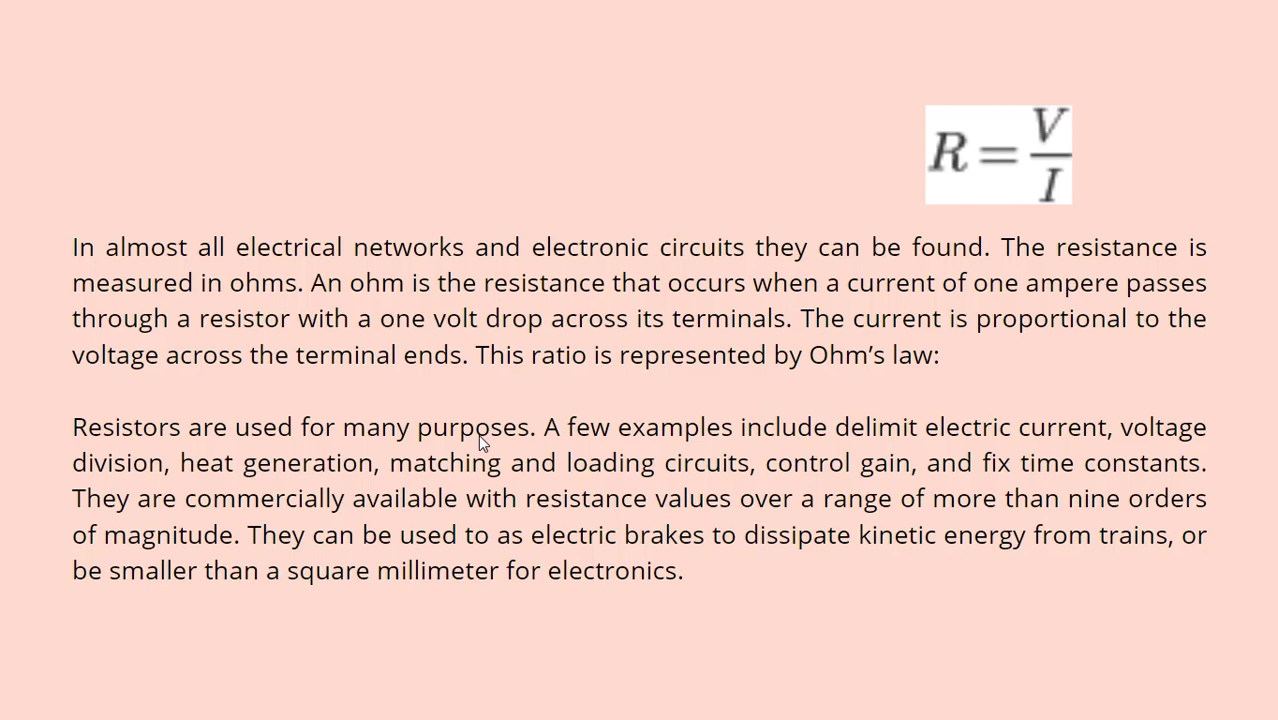 R = V/I
In almost all electrical networks and electronic circuits they can be found. The resistance is
measured in ohms. An ohm is the resistance that occurs when a current of one ampere passes
through a resistor with a one volt drop across its terminals. The current is proportional to the
voltage across the terminal ends. This ratio is represented by Ohm’s law:
Resistors are used for many purposes. A few examples include delimit electric current, voltage
division, heat generation, matching and loading circuits, control gain, and fix time constants.
They are commercially available with resistance values over a range of more than nine orders
of magnitude. They can be used to as electric brakes to dissipate kinetic energy from trains, or
be smaller than a square millimeter for electronics.